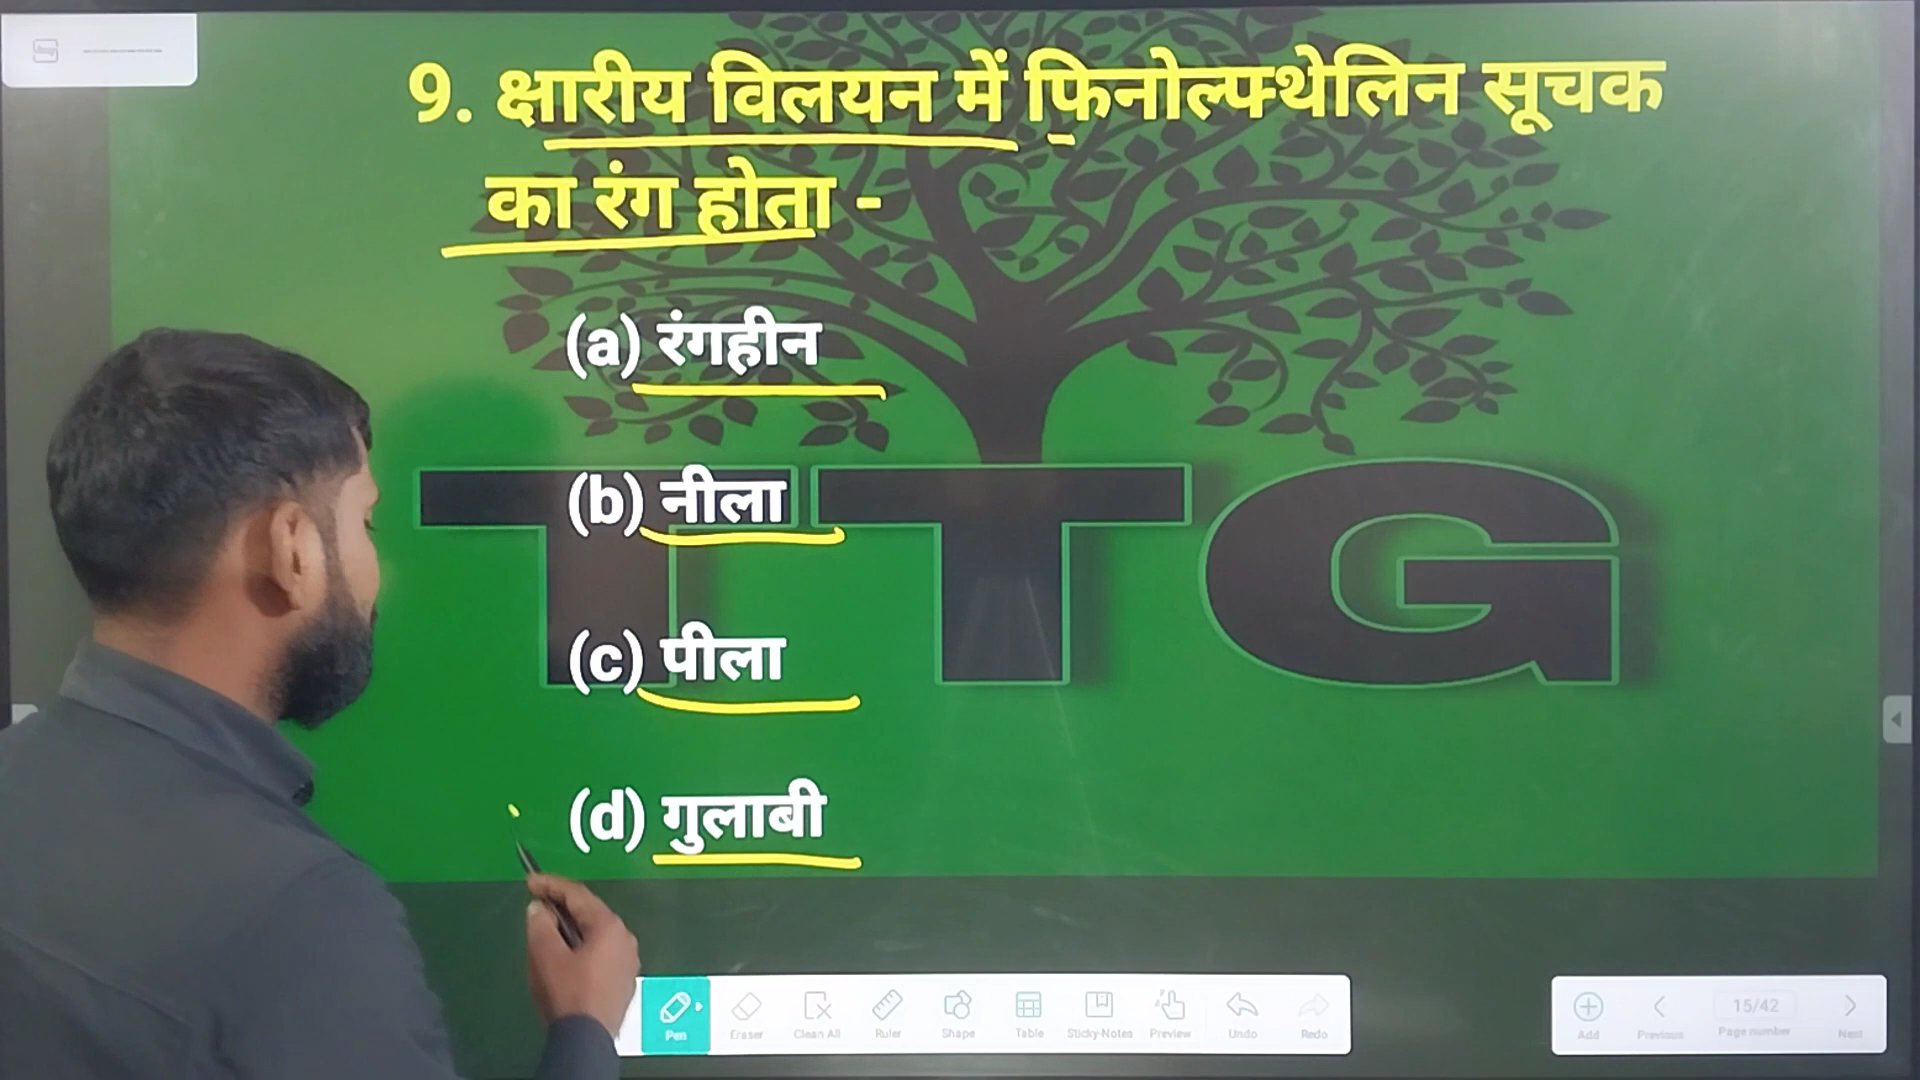 9. क्षारीय विलयन में फिनोल्फ्थेलिन सूचक
का रंग होता -
(a) रंगहीन
(b) नीला
(c) पीला
(d) गुलाबी
TTG
Pen Eraser Clean All Ruler Shape Table Sticky-Notes Preview Undo Redo
15/42
Add Previous Page number Next